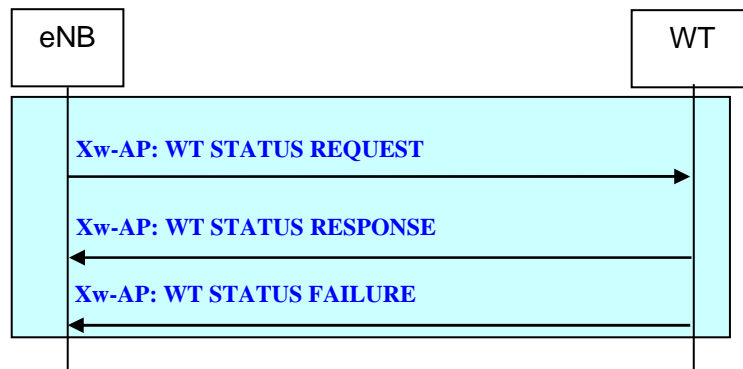 eNB
WT
Xw-AP: WT STATUS REQUEST
Xw-AP: WT STATUS RESPONSE
Xw-AP: WT STATUS FAILURE